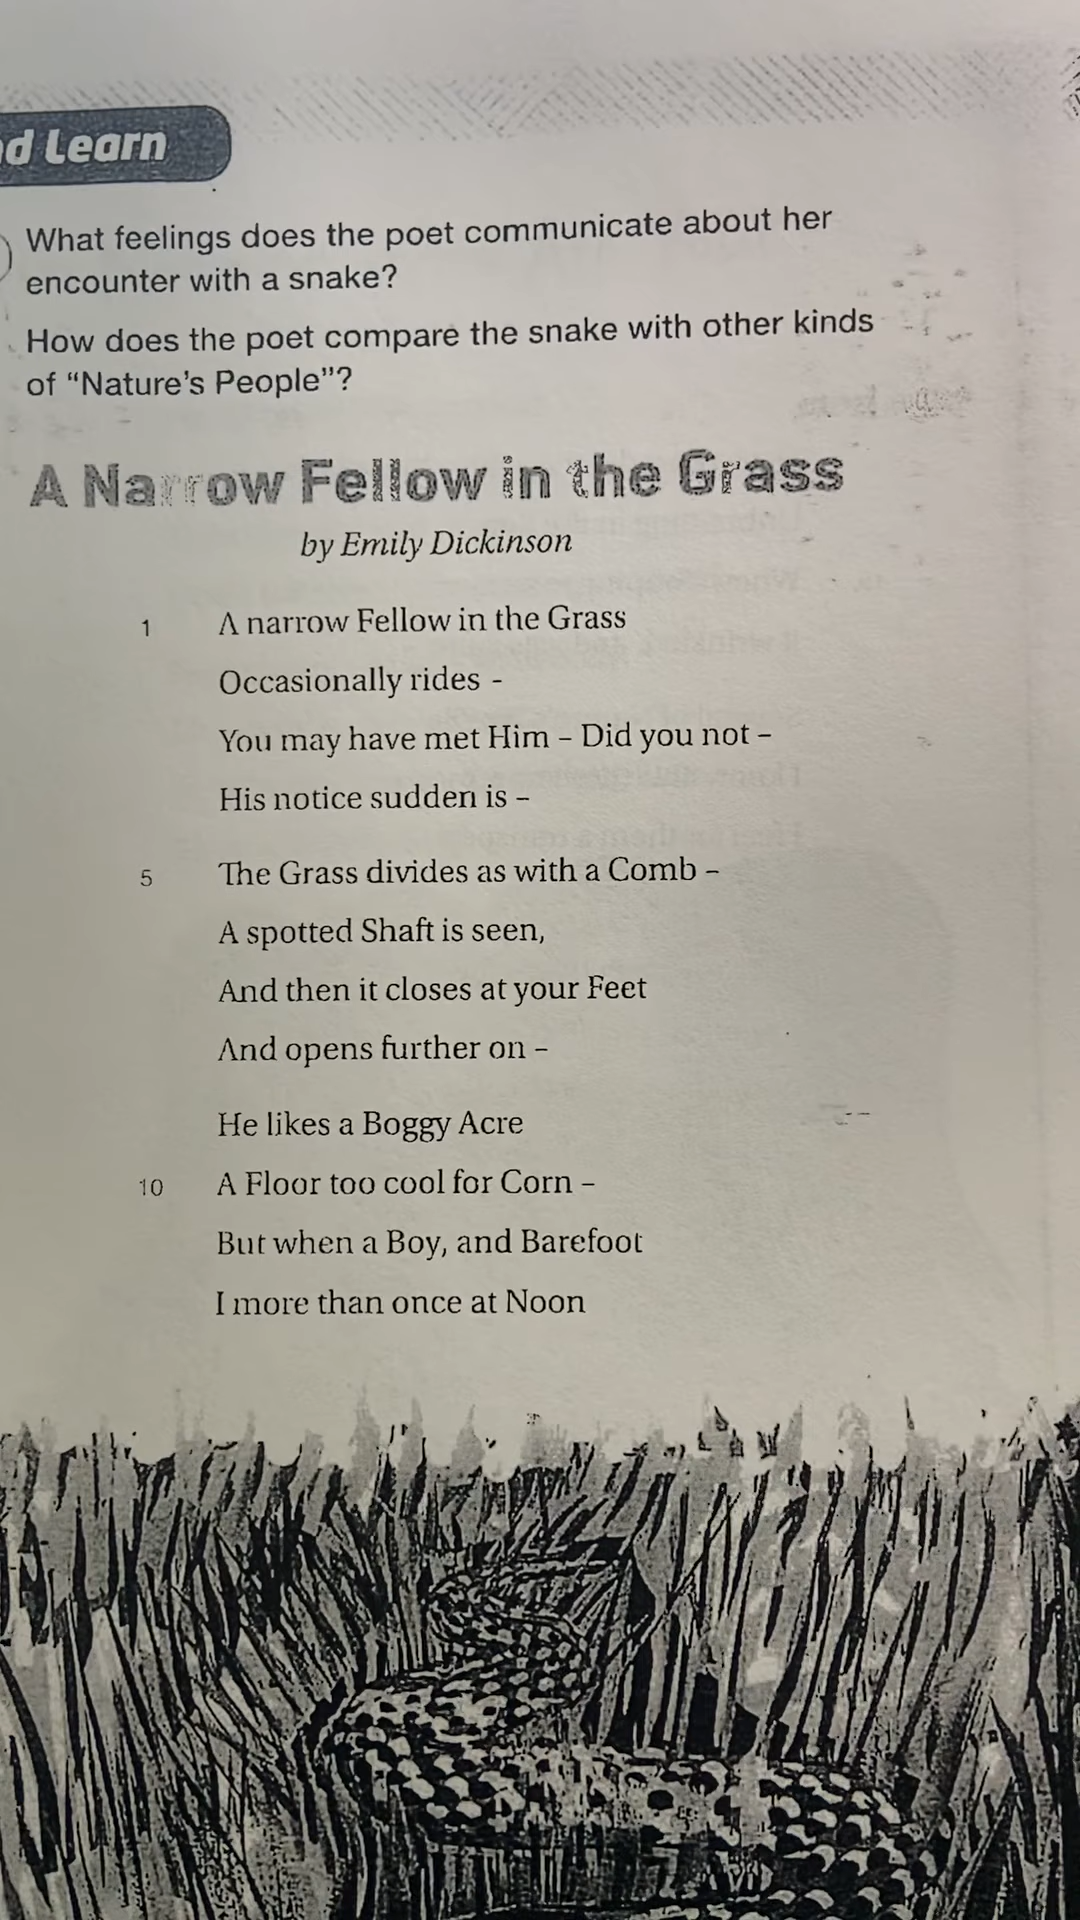 d Learn
What feelings does the poet communicate about her
encounter with a snake?
How does the poet compare the snake with other kinds
of “Nature’s People”?
A Narrow Fellow in the Grass
by Emily Dickinson
1 A narrow Fellow in the Grass
Occasionally rides -
You may have met Him – Did you not –
His notice sudden is –
5 The Grass divides as with a Comb –
A spotted Shaft is seen,
And then it closes at your Feet
And opens further on –
He likes a Boggy Acre
10 A Floor too cool for Corn –
But when a Boy, and Barefoot
I more than once at Noon